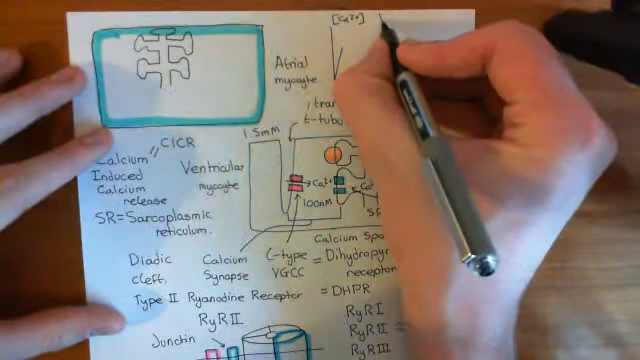 [Ca²⁺]
Atrial
myocyte
t-tubu
1.5mM
CICR
"
Calcium
Induced
Calcium
release
SR=Sarcoplasmic
reticulum.
Ventricular
myocyte
→Ca²⁺
100nM
Calcium Spa
Diadic
cleft.
Calcium
Synapse
L-type
VGCC
= Dihydropyr
receptor
= DHPR
Type II Ryanodine Receptor
RyR II
Junctin
RyR I
RyR II =
RyR III